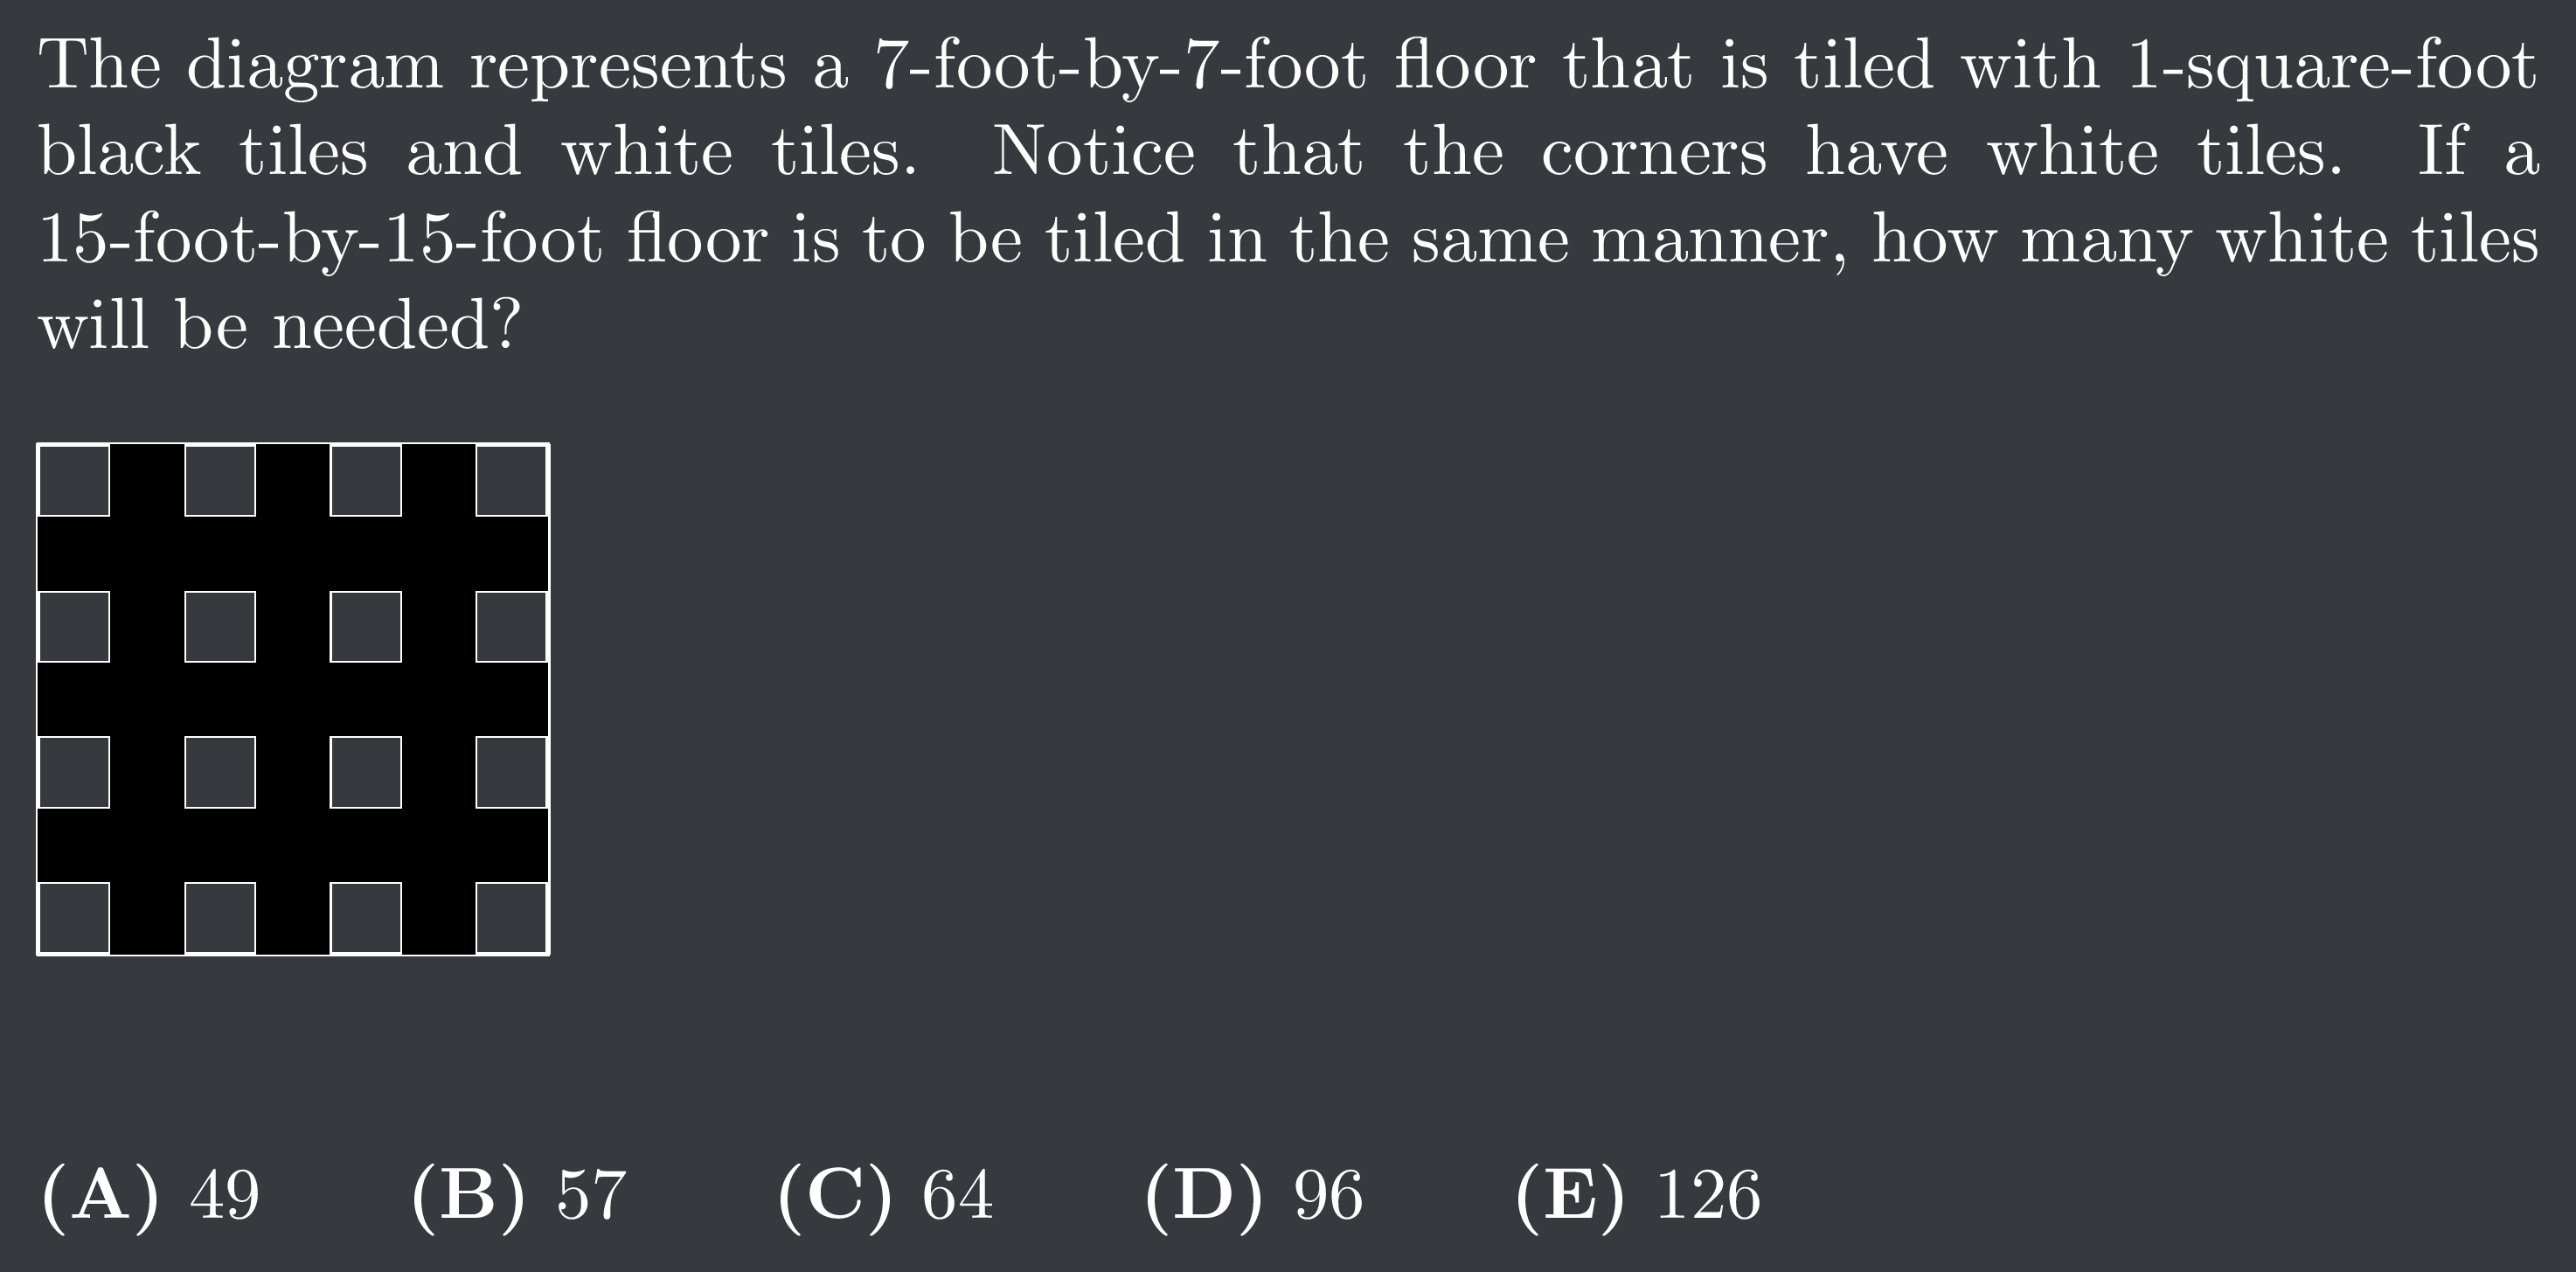 The diagram represents a 7-foot-by-7-foot floor that is tiled with 1-square-foot
black tiles and white tiles. Notice that the corners have white tiles. If a
15-foot-by-15-foot floor is to be tiled in the same manner, how many white tiles
will be needed?
(A) 49 (B) 57 (C) 64 (D) 96 (E) 126